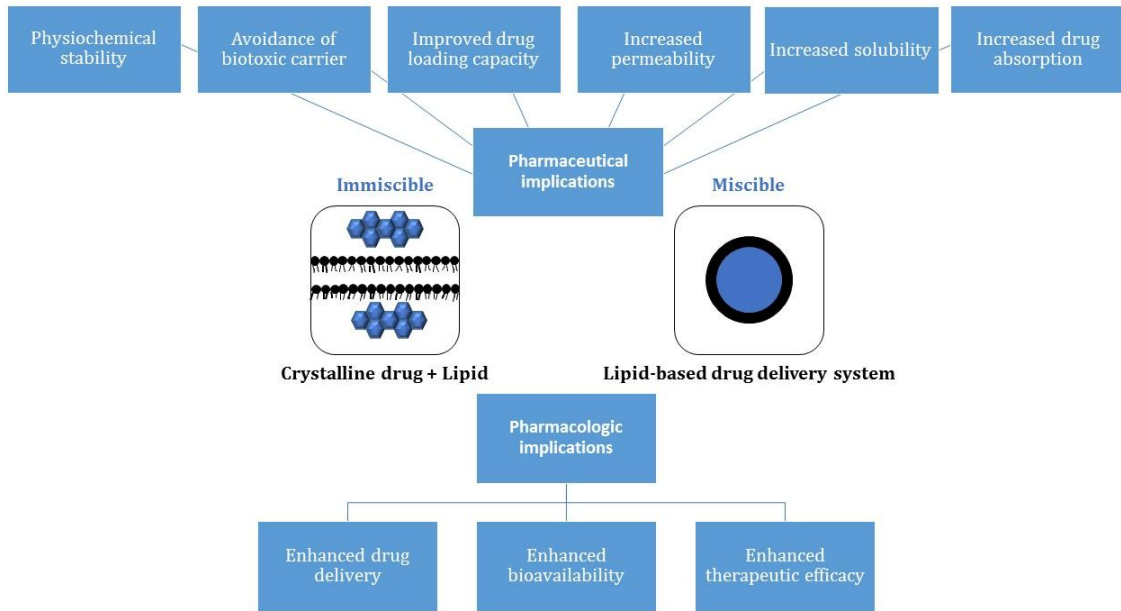 Physiochemical
stability
Avoidance of
biotoxic carrier
Improved drug
loading capacity
Increased
permeability
Increased solubility
Increased drug
absorption
Pharmaceutical
implications
Immiscible
Miscible
Crystalline drug + Lipid
Lipid-based drug delivery system
Pharmacologic
implications
Enhanced drug
delivery
Enhanced
bioavailability
Enhanced
therapeutic efficacy